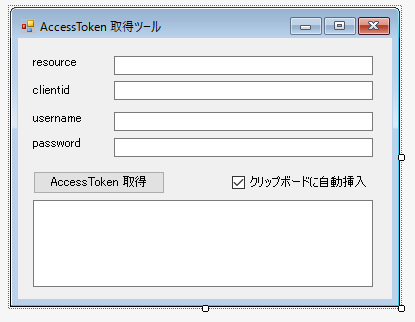 AccessToken 取得ツール
resource
clientid
username
password
AccessToken 取得
クリップボードに自動挿入